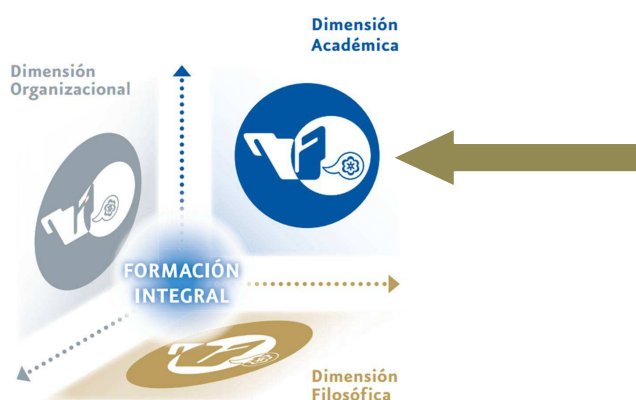 Dimensión
Académica
Dimensión
Organizacional
FORMACIÓN
INTEGRAL
Dimensión
Filosófica